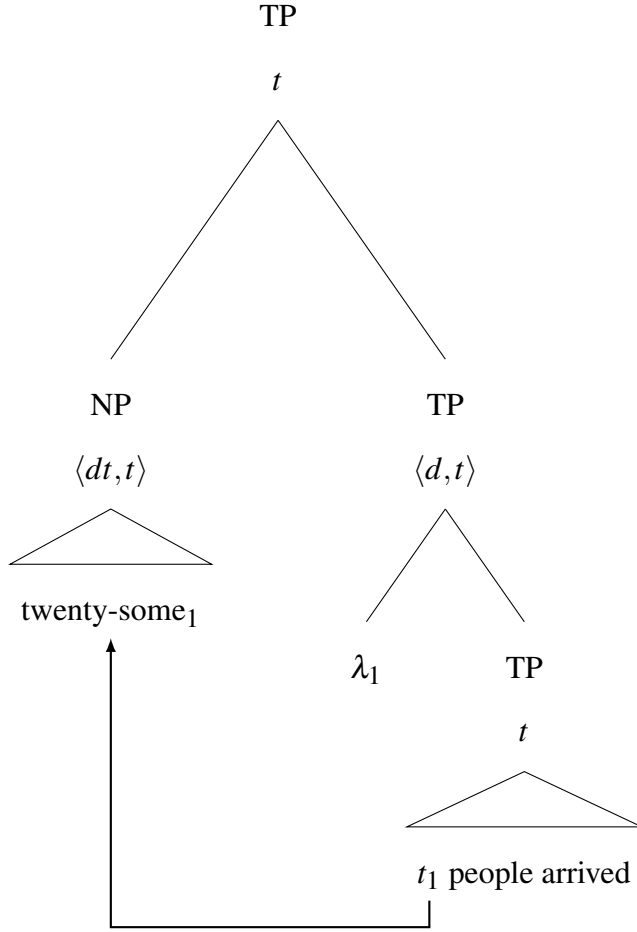 TP
t
NP TP
⟨dt,t⟩ ⟨d,t⟩
twenty-some₁
λ₁ TP
t
t₁ people arrived